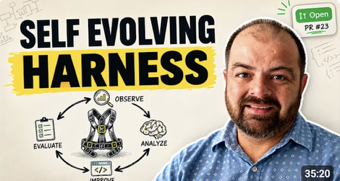 SELF EVOLVING
HARNESS
Open
PR #23
OBSERVE
EVALUATE
ANALYZE
IMPROVE
35:20